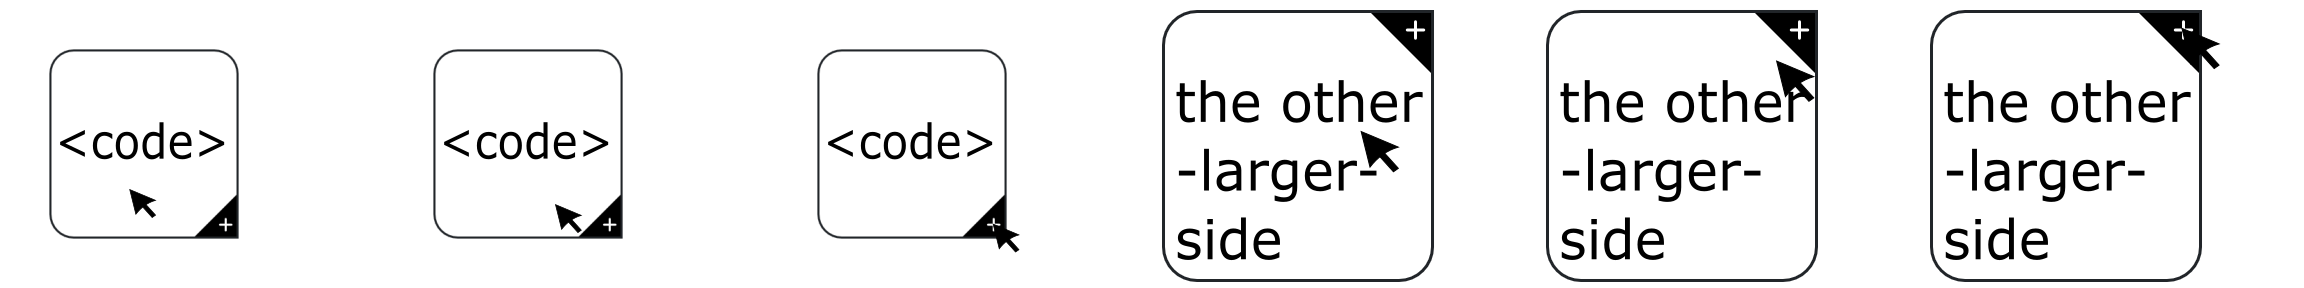 <code>
+
<code>
+
<code>
+
+
the other
-larger-
side
+
the other
-larger-
side
+
the other
-larger-
side